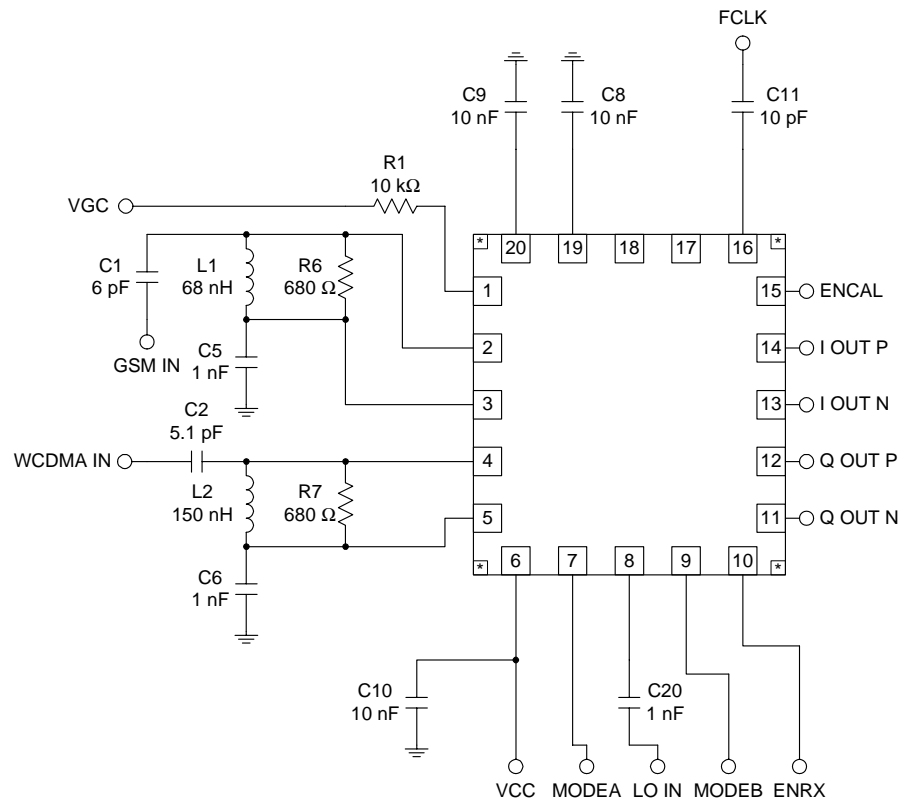 FCLK
C9
10 nF
C8
10 nF
C11
10 pF
R1
10 kΩ
VGC
* 20 19 18 17 16 *
C1
6 pF
L1
68 nH
R6
680 Ω
1
15 ENCAL
GSM IN
C5
1 nF
2
14 I OUT P
3
13 I OUT N
C2
5.1 pF
WCDMA IN
4
12 Q OUT P
L2
150 nH
R7
680 Ω
5
11 Q OUT N
* 6 7 8 9 10 *
C6
1 nF
C10
10 nF
C20
1 nF
VCC MODEA LO IN MODEB ENRX